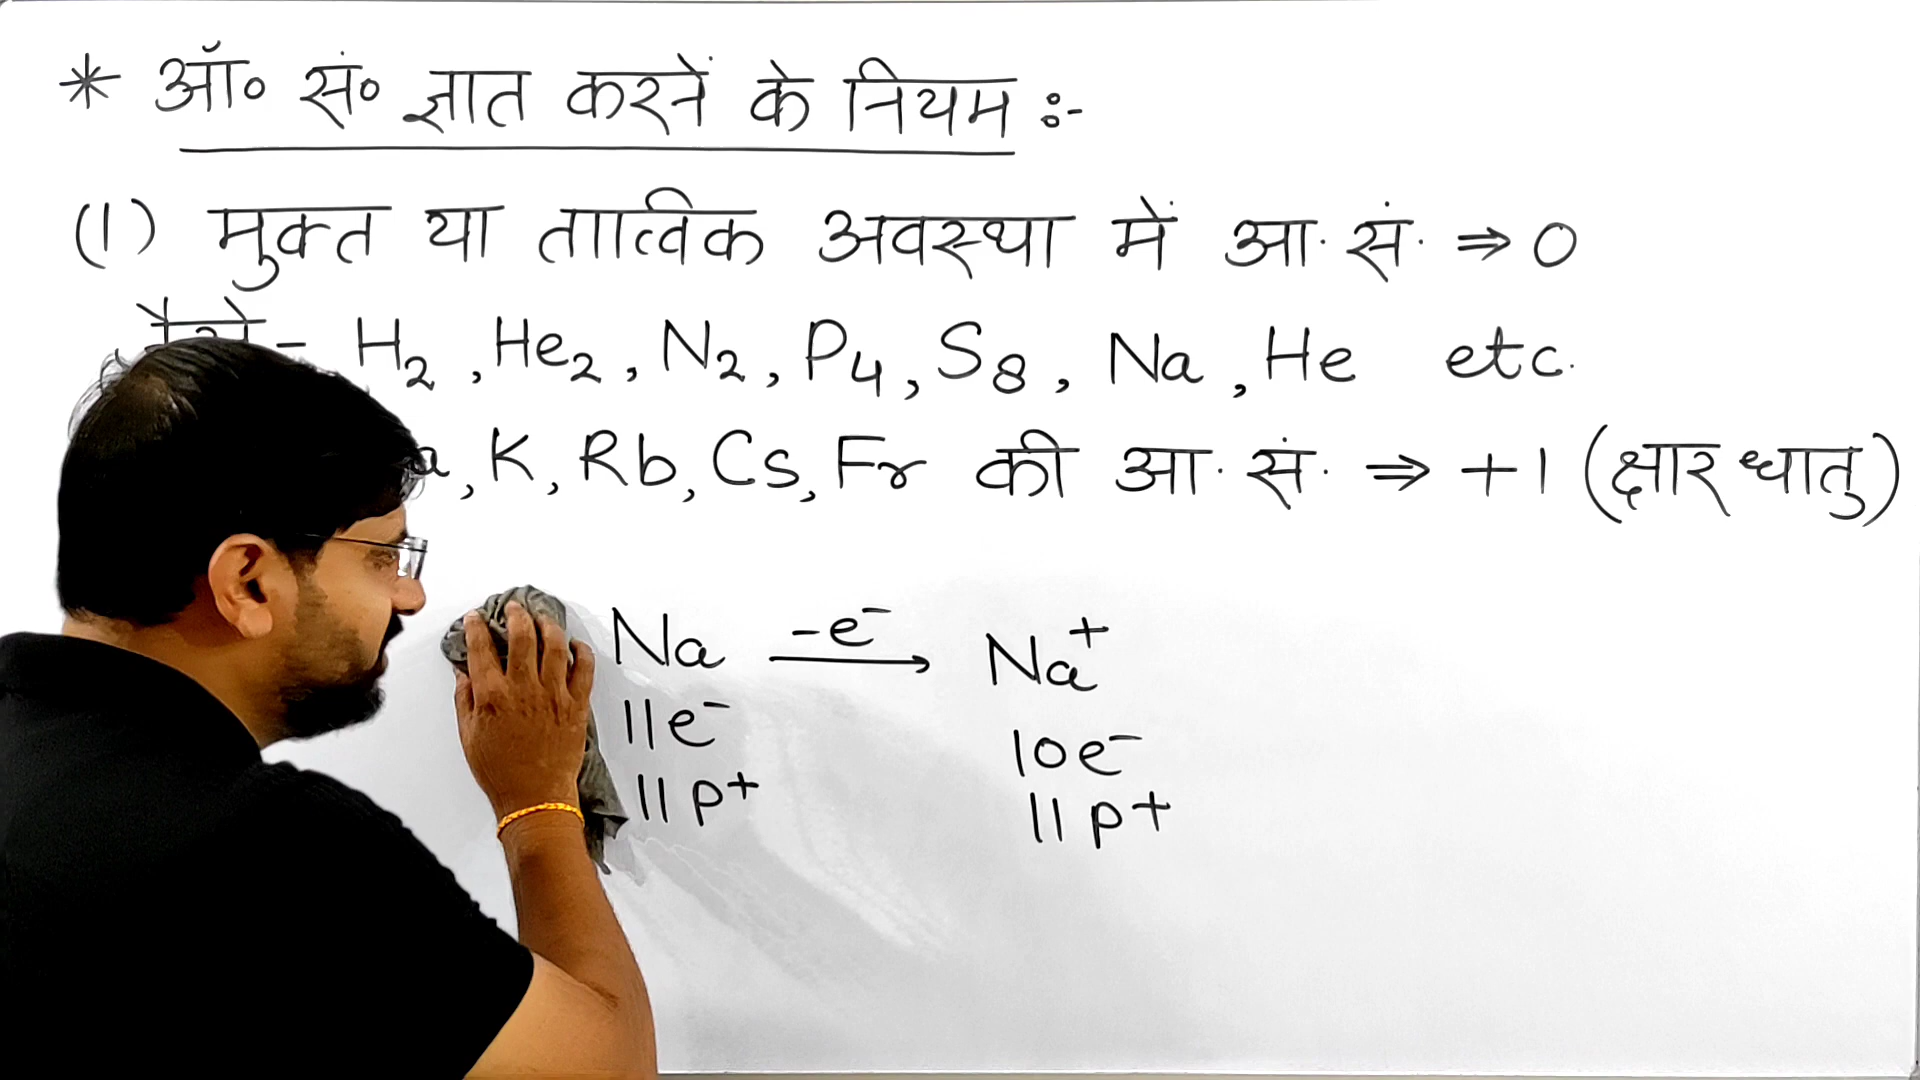 * ऑ० सं० ज्ञात करनें के नियम :-
(1) मुक्त या तात्विक अवस्था में आ. सं. ⇒ 0
जैसे - H₂, He₂, N₂, P₄, S₈, Na, He etc.
, K, Rb, Cs, Fr की आ. सं. ⇒ +1 (क्षार धातु)
Na —-e⁻→ Na⁺
11e⁻ 10e⁻
11p⁺ 11p⁺